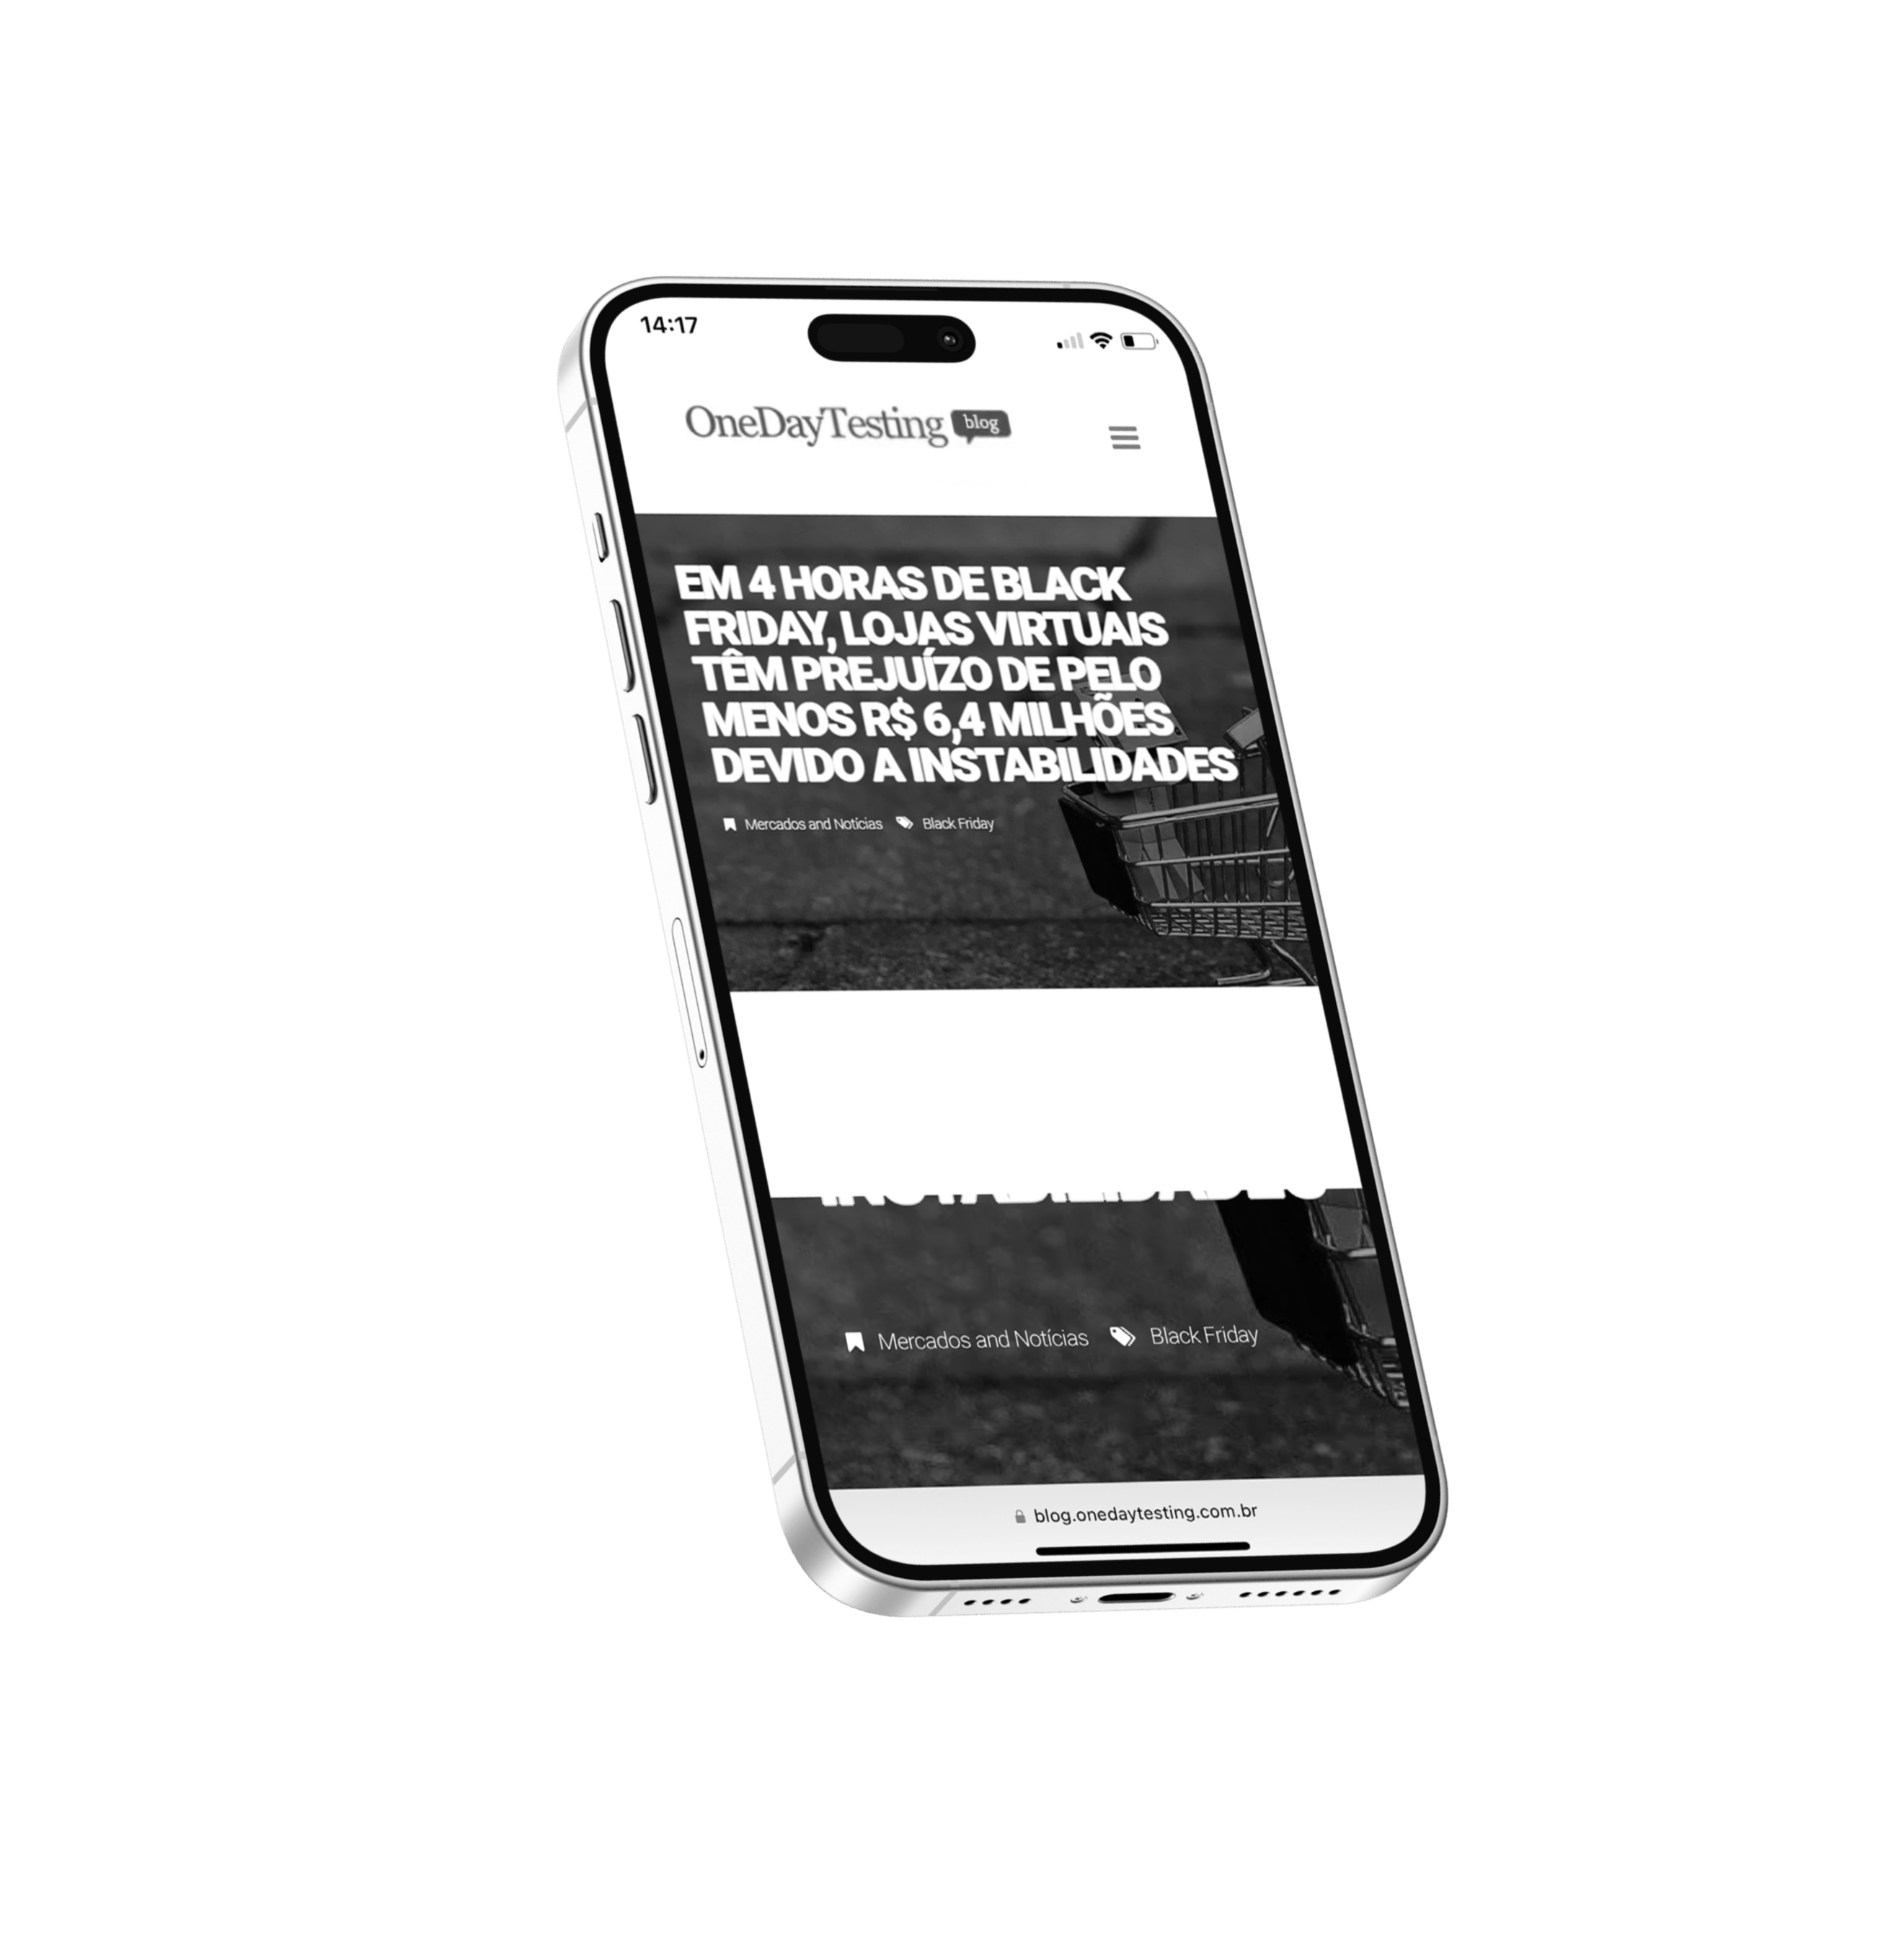 14:17
OneDayTesting blog
EM 4 HORAS DE BLACK
FRIDAY, LOJAS VIRTUAIS
TÊM PREJUÍZO DE PELO
MENOS R$ 6,4 MILHÕES
DEVIDO A INSTABILIDADES
Mercados and Notícias Black Friday
Mercados and Notícias Black Friday
blog.onedaytesting.com.br